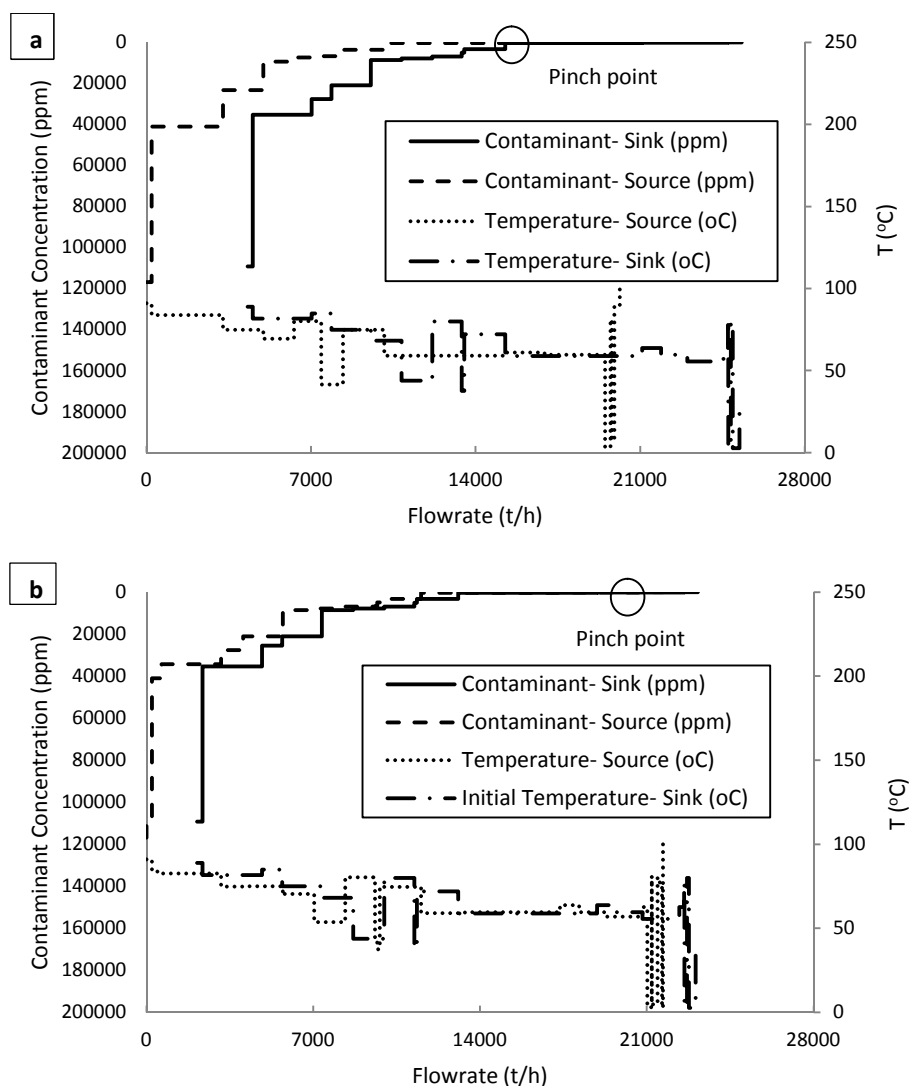 a
0
20000
40000
60000
80000
100000
120000
140000
160000
180000
200000
Contaminant Concentration (ppm)
250
200
150
100
50
0
T (°C)
Pinch point
Contaminant- Sink (ppm)
Contaminant- Source (ppm)
Temperature- Source (oC)
Temperature- Sink (oC)
0 7000 14000 21000 28000
Flowrate (t/h)
b
0
20000
40000
60000
80000
100000
120000
140000
160000
180000
200000
Contaminant Concentration (ppm)
250
200
150
100
50
0
T (°C)
Pinch point
Contaminant- Sink (ppm)
Contaminant- Source (ppm)
Temperature- Source (oC)
Initial Temperature- Sink (oC)
0 7000 14000 21000 28000
Flowrate (t/h)